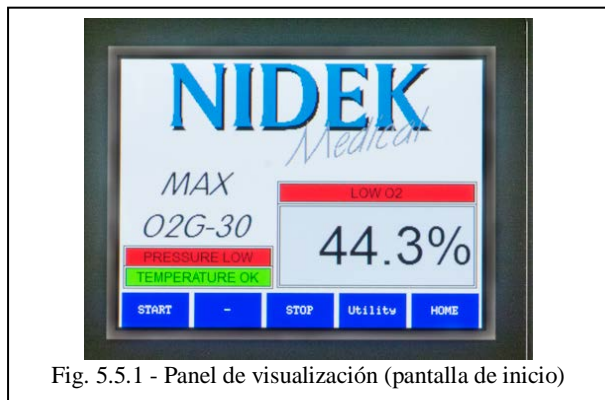 NIDEK
Medical
MAX
O2G-30
LOW O2
44.3%
PRESSURE LOW
TEMPERATURE OK
START - STOP Utility HOME
Fig. 5.5.1 - Panel de visualización (pantalla de inicio)